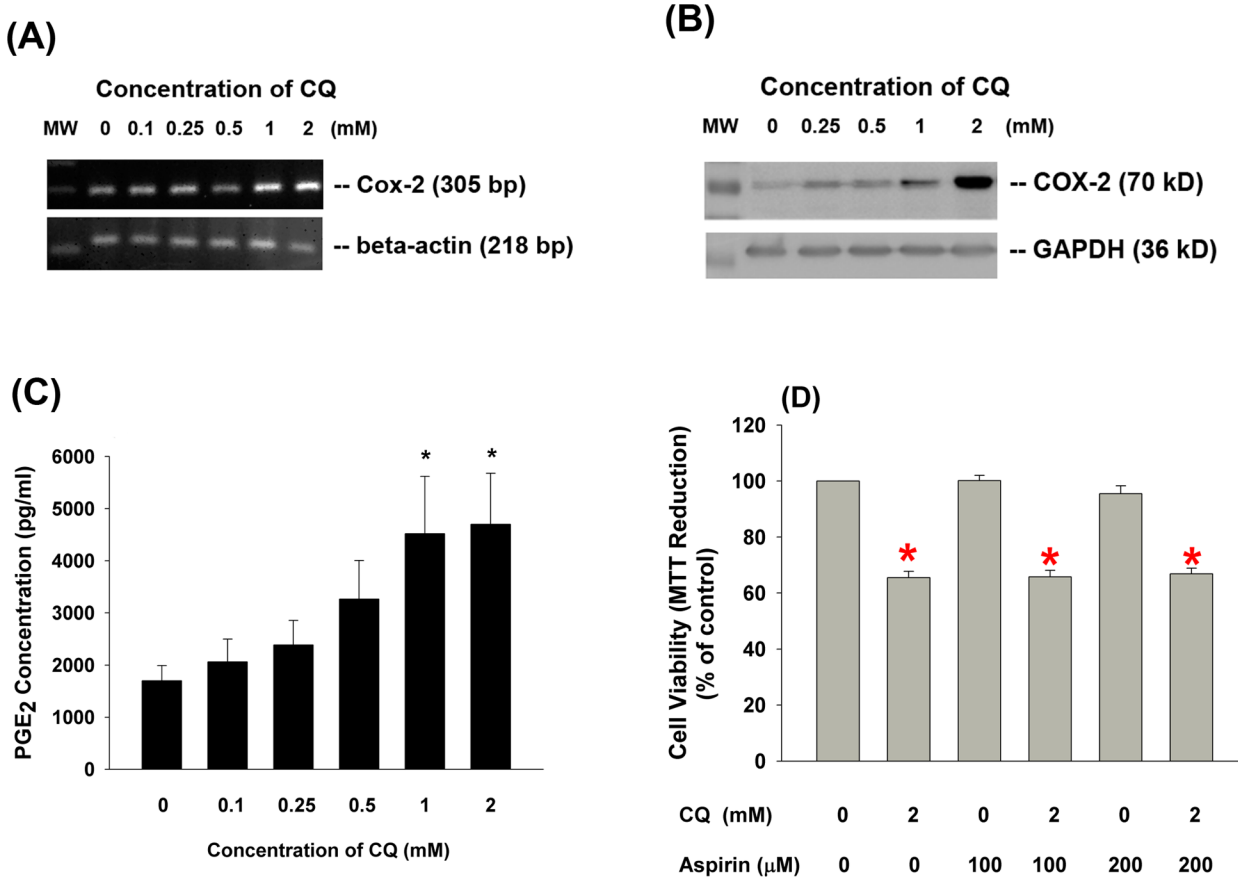 (A)
Concentration of CQ
MW 0 0.1 0.25 0.5 1 2 (mM)
-- Cox-2 (305 bp)
-- beta-actin (218 bp)
(B)
Concentration of CQ
MW 0 0.25 0.5 1 2 (mM)
-- COX-2 (70 kD)
-- GAPDH (36 kD)
(C)
PGE2 Concentration (pg/ml)
6000
5000
4000
3000
2000
1000
0
* *
0 0.1 0.25 0.5 1 2
Concentration of CQ (mM)
(D)
Cell Viability (MTT Reduction)
(% of control)
120
100
80
60
40
20
0
* * *
CQ (mM) 0 2 0 2 0 2
Aspirin (μM) 0 0 100 100 200 200